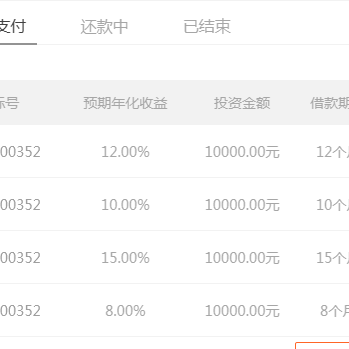 支付 还款中 已结束
标号 预期年化收益 投资金额 借款期
00352 12.00% 10000.00元 12个月
00352 10.00% 10000.00元 10个月
00352 15.00% 10000.00元 15个月
00352 8.00% 10000.00元 8个月